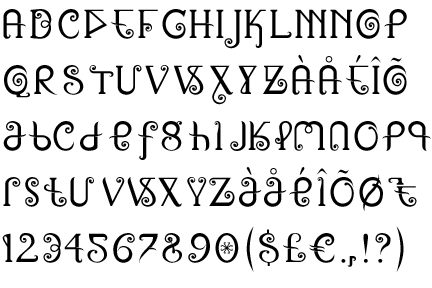 ABCDEFGHIJKLMNOP
QRSTUVWXYZÀÅÉÎÕ
abcdefghijklmnopq
rstuvwxyzàåéîõø&
1234567890($£€.,!?)